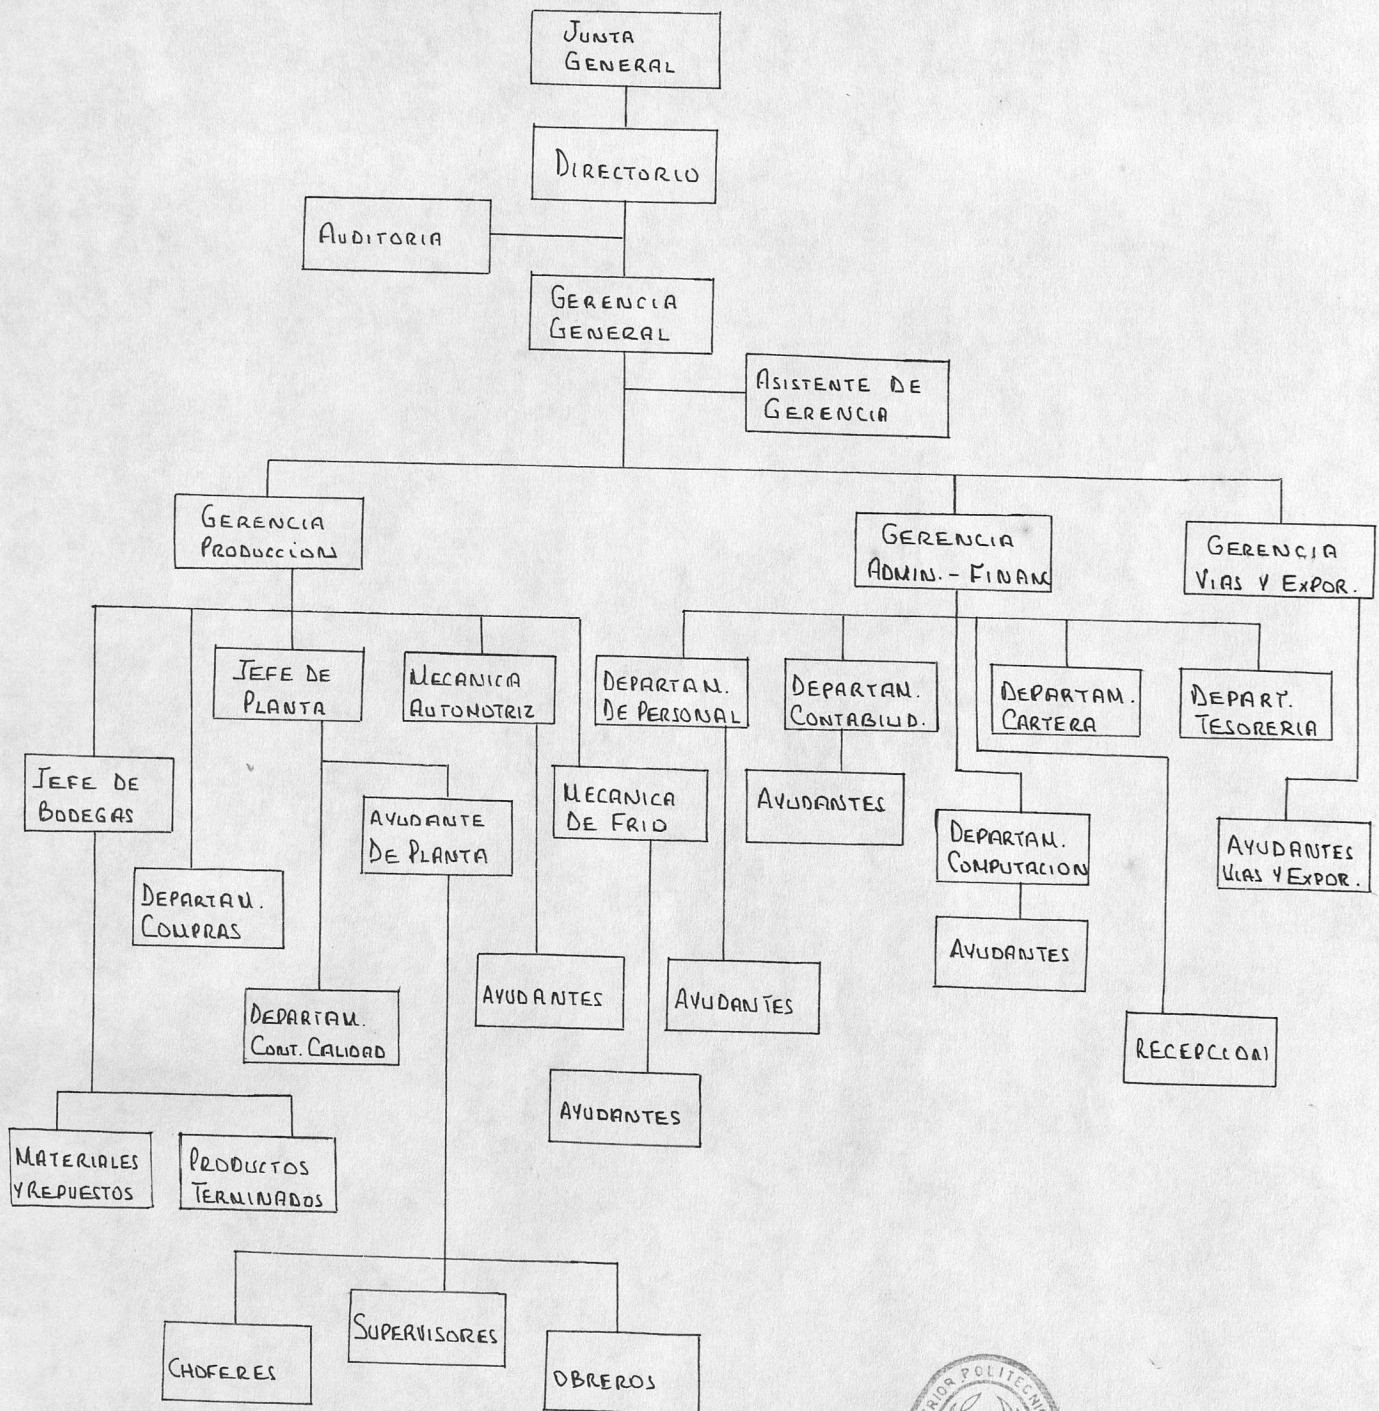 JUNTA
GENERAL
DIRECTORIO
AUDITORIA
GERENCIA
GENERAL
ASISTENTE DE
GERENCIA
GERENCIA
PRODUCCION
GERENCIA
ADMIN. - FINAN
GERENCIA
VIAS Y EXPOR.
JEFE DE
PLANTA
MECANICA
AUTOMOTRIZ
DEPARTAM.
DE PERSONAL
DEPARTAM.
CONTABILID.
DEPARTAM.
CARTERA
DEPART.
TESORERIA
JEFE DE
BODEGAS
AYUDANTE
DE PLANTA
MECANICA
DE FRIO
AYUDANTES
DEPARTAM.
COMPUTACION
AYUDANTES
VIAS Y EXPOR.
DEPARTAM.
COMPRAS
AYUDANTES
AYUDANTES
AYUDANTES
DEPARTAM.
CONT. CALIDAD
RECEPCION
AYUDANTES
MATERIALES
Y REPUESTOS
PRODUCTOS
TERMINADOS
CHOFERES
SUPERVISORES
OBREROS